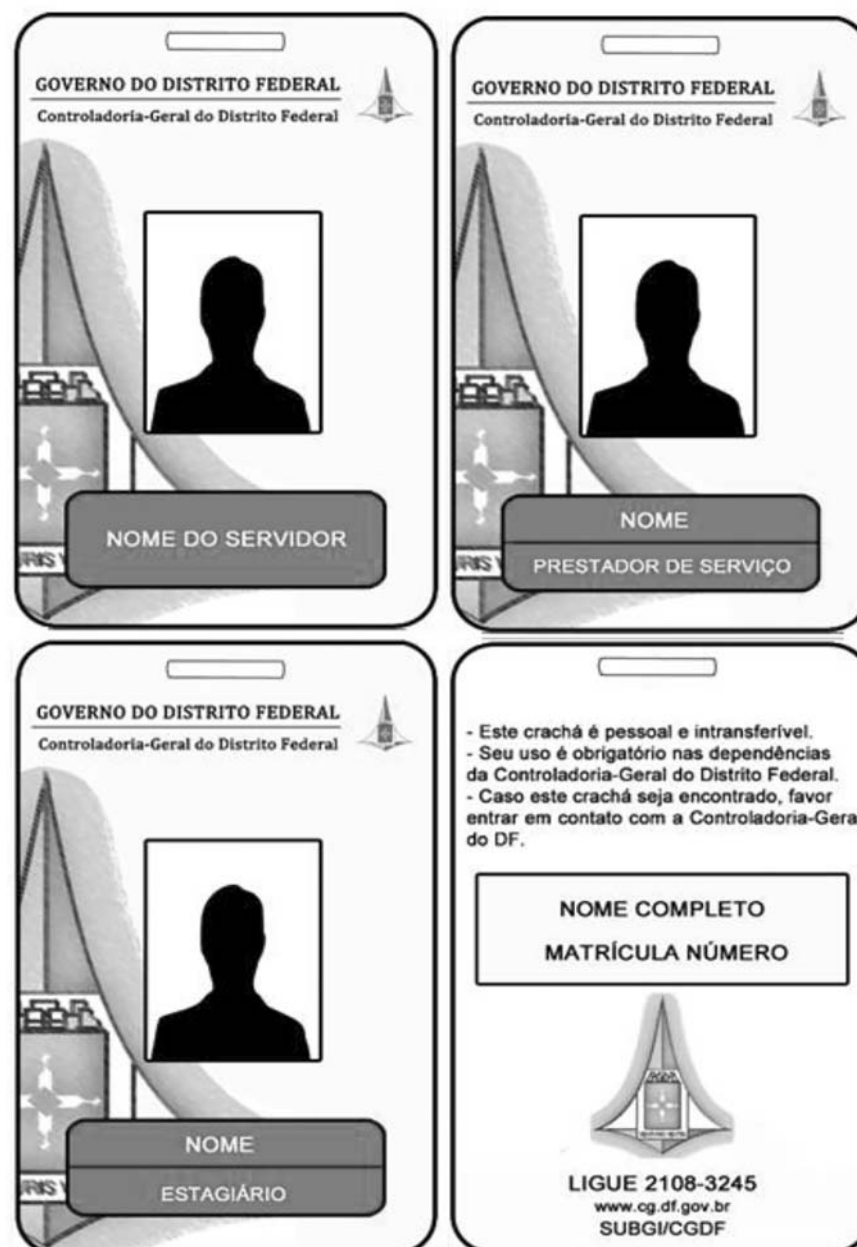 GOVERNO DO DISTRITO FEDERAL
Controladoria-Geral do Distrito Federal
NOME DO SERVIDOR
GOVERNO DO DISTRITO FEDERAL
Controladoria-Geral do Distrito Federal
NOME
PRESTADOR DE SERVIÇO
GOVERNO DO DISTRITO FEDERAL
Controladoria-Geral do Distrito Federal
NOME
ESTAGIÁRIO
- Este crachá é pessoal e intransferível.
- Seu uso é obrigatório nas dependências
da Controladoria-Geral do Distrito Federal.
- Caso este crachá seja encontrado, favor
entrar em contato com a Controladoria-Gera
do DF.
NOME COMPLETO
MATRÍCULA NÚMERO
LIGUE 2108-3245
www.cg.df.gov.br
SUBGI/CGDF